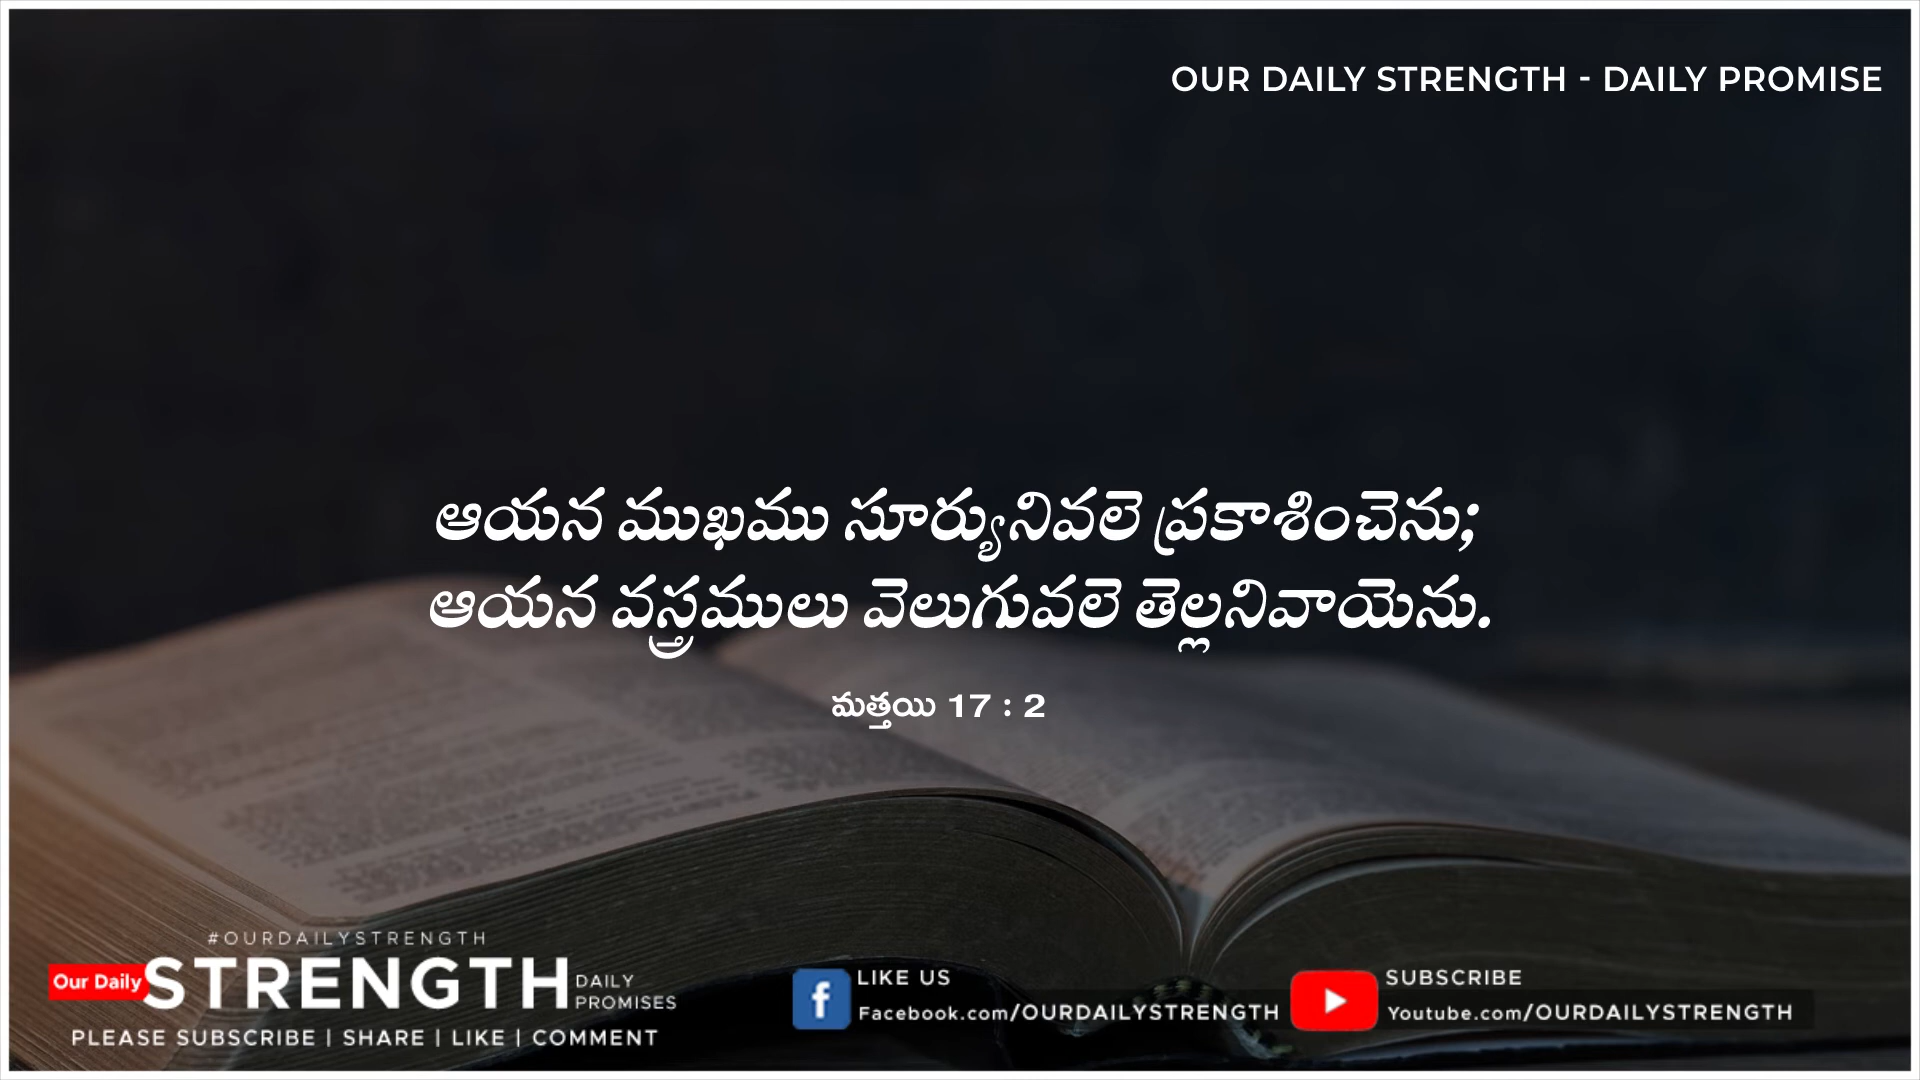 OUR DAILY STRENGTH - DAILY PROMISE
ఆయన ముఖము సూర్యునివలె ప్రకాశించెను;
ఆయన వస్త్రములు వెలుగువలె తెల్లనివాయెను.
మత్తయి 17 : 2
#OURDAILYSTRENGTH
Our Daily STRENGTH DAILY PROMISES
PLEASE SUBSCRIBE | SHARE | LIKE | COMMENT
LIKE US
Facebook.com/OURDAILYSTRENGTH
SUBSCRIBE
Youtube.com/OURDAILYSTRENGTH